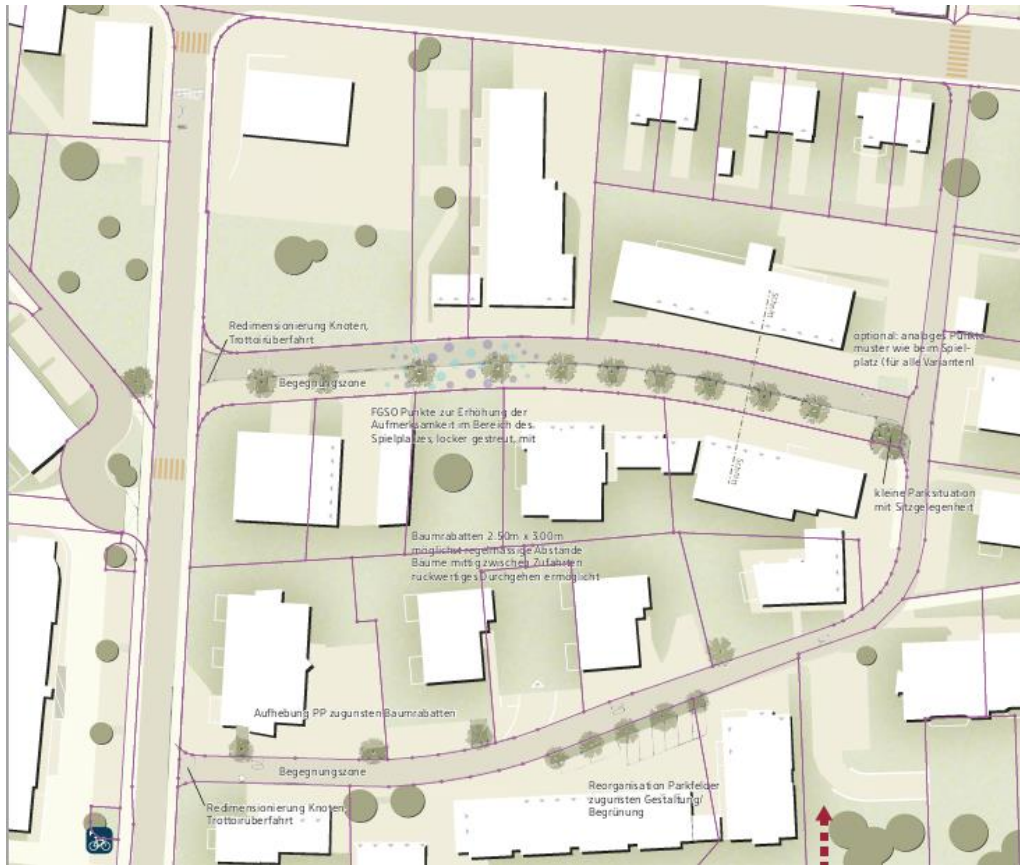 Schnitt
Redimensionierung Knoten,
Trottoirüberfahrt
optional: analoges Punkte-
muster wie beim Spiel-
platz (für alle Varianten)
Begegnungszone
FGSO Punkte zur Erhöhung der
Aufmerksamkeit im Bereich des
Spielplatzes, locker gestreut, mit
Schnitt
kleine Parksituation
mit Sitzgelegenheit
Baumrabatten 2.50m x 3.00m
möglichst regelmässige Abstände
Bäume mittig zwischen Zufahrten
rückwertiges Durchgehen ermöglicht
Aufhebung PP zugunsten Baumrabatten
Begegnungszone
Reorganisation Parkfelder
zugunsten Gestaltung/
Begrünung
Redimensionierung Knoten,
Trottoirüberfahrt